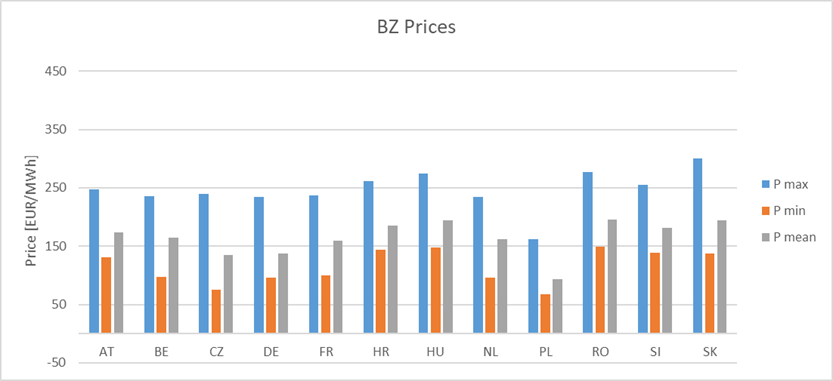 BZ Prices
450
350
250
150
50
-50
Price [EUR/MWh]
AT BE CZ DE FR HR HU NL PL RO SI SK
P max
P min
P mean